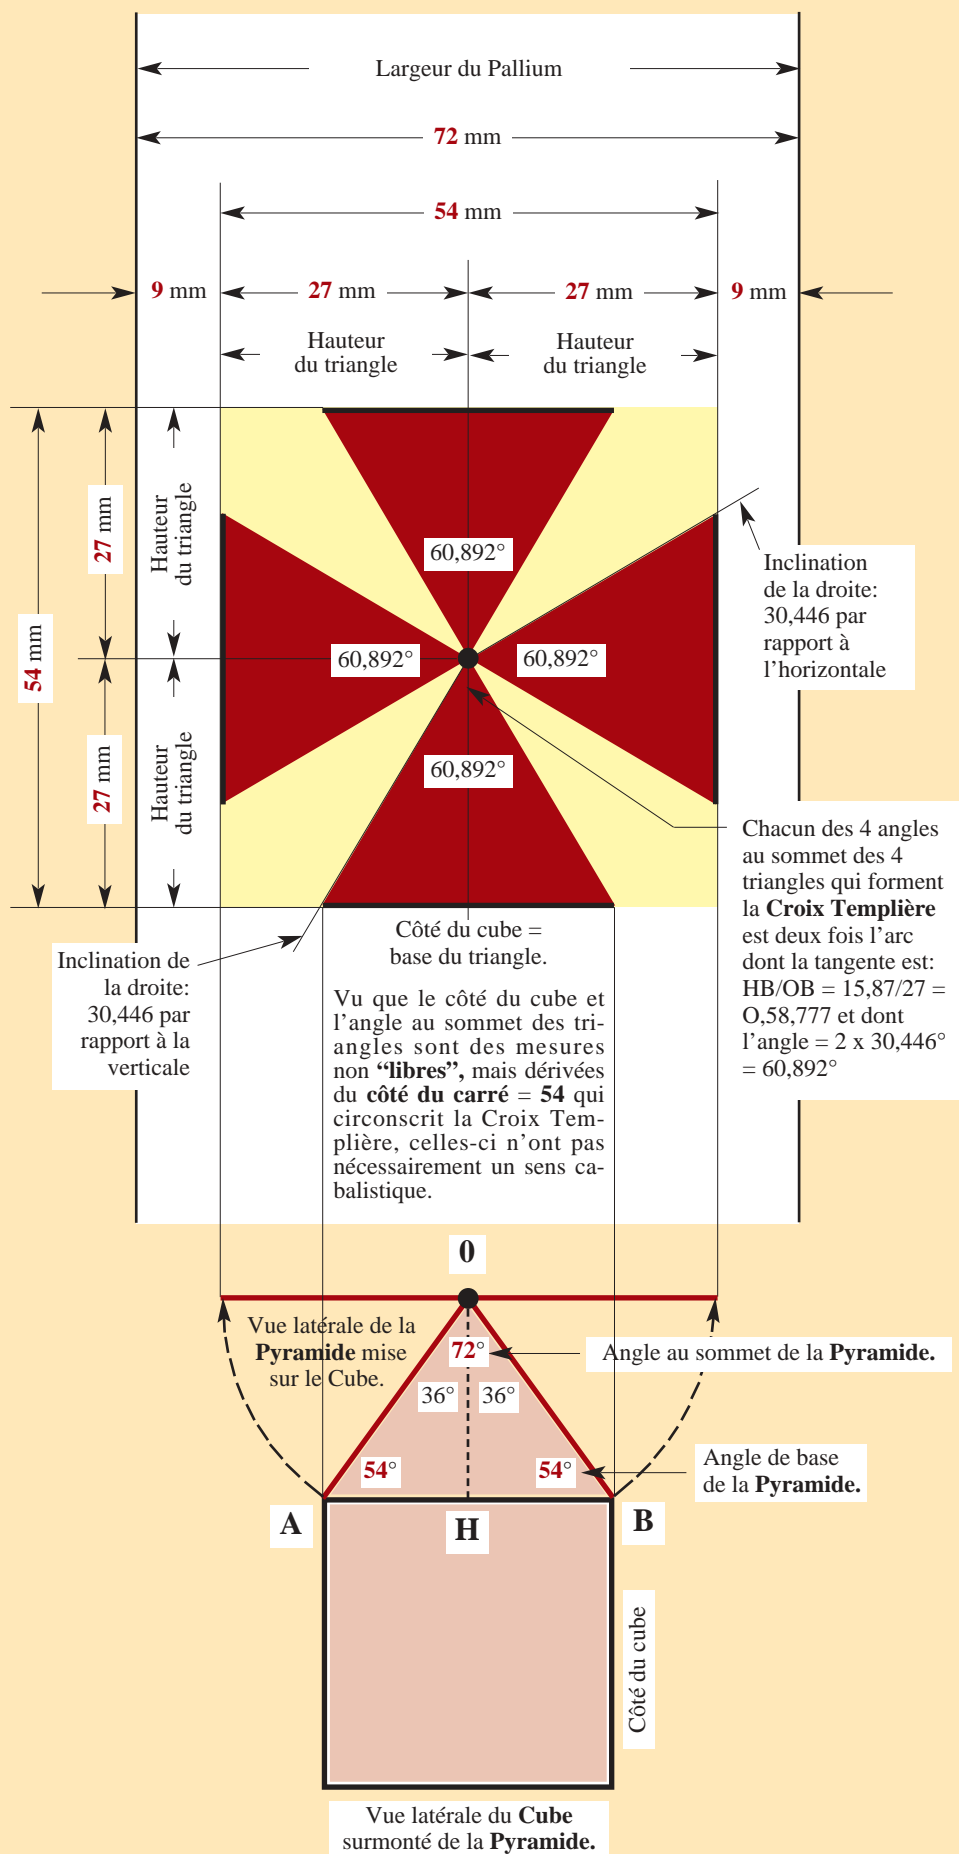 Largeur du Pallium
72 mm
54 mm
9 mm
27 mm
27 mm
9 mm
Hauteur
du triangle
Hauteur
du triangle
54 mm
27 mm
Hauteur
du triangle
27 mm
Hauteur
du triangle
60,892°
60,892°
60,892°
60,892°
Inclination
de la droite:
30,446 par
rapport à
l’horizontale
Chacun des 4 angles
au sommet des 4
triangles qui forment
la Croix Templière
est deux fois l’arc
dont la tangente est:
HB/OB = 15,87/27 =
O,58,777 et dont
l’angle = 2 x 30,446°
= 60,892°
Inclination de
la droite:
30,446 par
rapport à la
verticale
Côté du cube =
base du triangle.
Vu que le côté du cube et
l’angle au sommet des tri-
angles sont des mesures
non “libres”, mais dérivées
du côté du carré = 54 qui
circonscrit la Croix Tem-
plière, celles-ci n’ont pas
nécessairement un sens ca-
balistique.
0
Vue latérale de la
Pyramide mise
sur le Cube.
72°
Angle au sommet de la Pyramide.
36°
36°
54°
54°
Angle de base
de la Pyramide.
A
H
B
Côté du cube
Vue latérale du Cube
surmonté de la Pyramide.